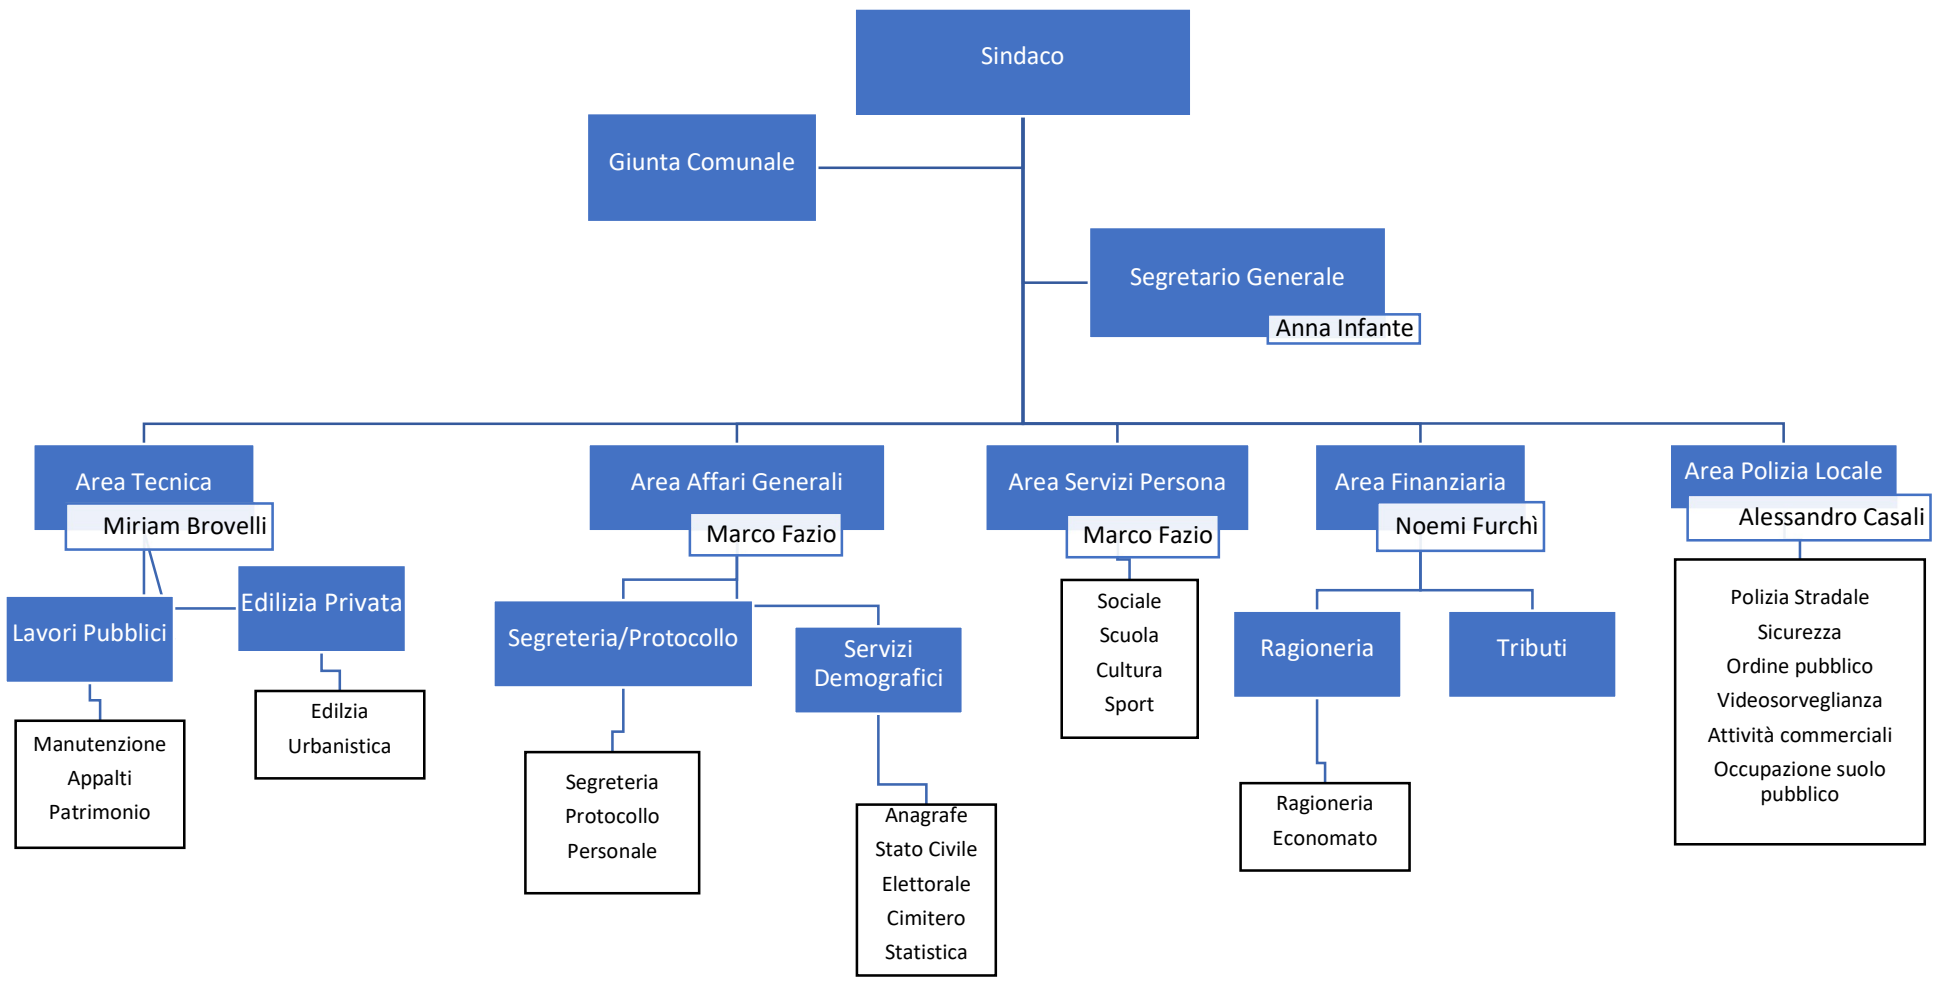 Sindaco
Giunta Comunale
Segretario Generale
Anna Infante
Area Tecnica
Miriam Brovelli
Area Affari Generali
Marco Fazio
Area Servizi Persona
Marco Fazio
Area Finanziaria
Noemi Furchì
Area Polizia Locale
Alessandro Casali
Lavori Pubblici
Edilizia Privata
Segreteria/Protocollo
Servizi
Demografici
Sociale
Scuola
Cultura
Sport
Ragioneria
Tributi
Polizia Stradale
Sicurezza
Ordine pubblico
Videosorveglianza
Attività commerciali
Occupazione suolo
pubblico
Manutenzione
Appalti
Patrimonio
Edilzia
Urbanistica
Segreteria
Protocollo
Personale
Anagrafe
Stato Civile
Elettorale
Cimitero
Statistica
Ragioneria
Economato